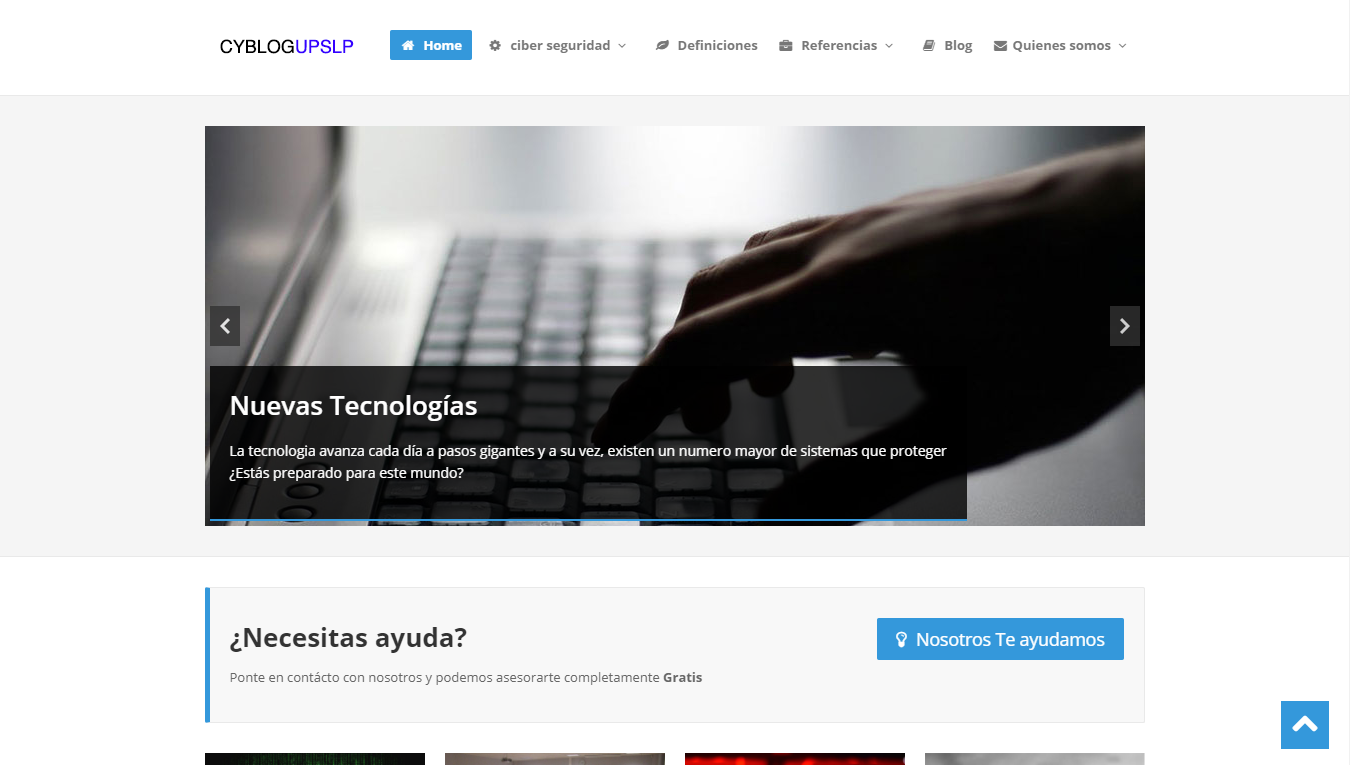 CYBLOGUPSLP
Home
ciber seguridad
Definiciones
Referencias
Blog
Quienes somos
Nuevas Tecnologías
La tecnologia avanza cada día a pasos gigantes y a su vez, existen un numero mayor de sistemas que proteger
¿Estás preparado para este mundo?
¿Necesitas ayuda?
Nosotros Te ayudamos
Ponte en contácto con nosotros y podemos asesorarte completamente Gratis